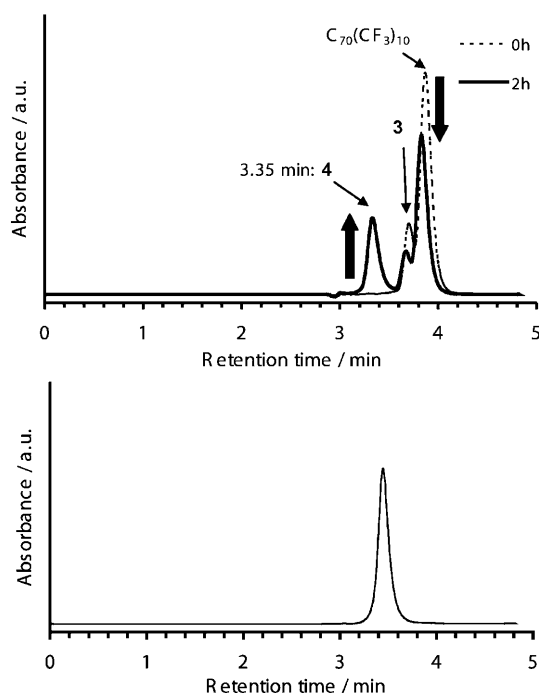 C70(CF3)10
0h
2h
3
3.35 min: 4
Absorbance / a.u.
0 1 2 3 4 5
Retention time / min
Absorbance / a.u.
0 1 2 3 4 5
Retention time / min